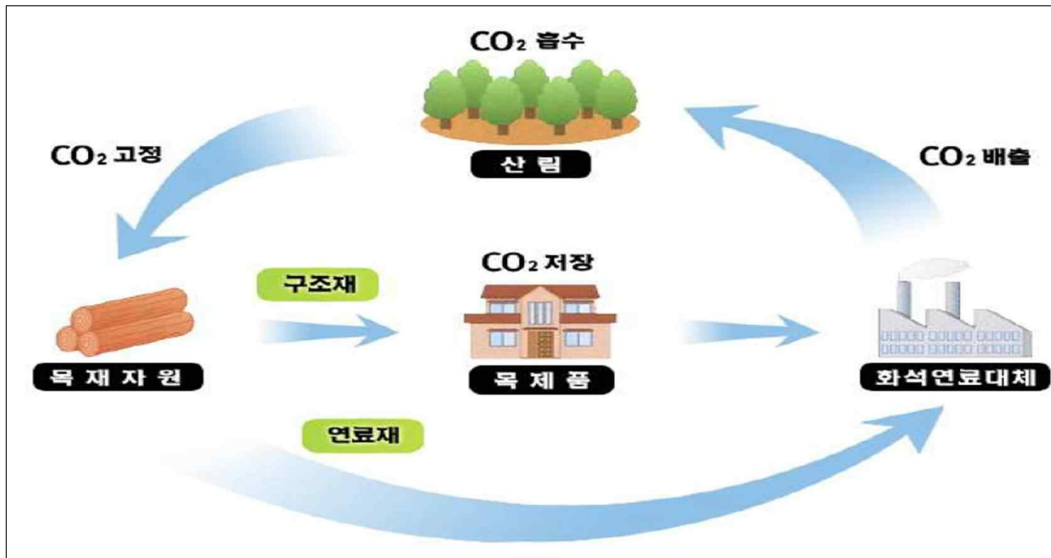 CO₂ 흡수
산 림
CO₂ 고정
CO₂ 배출
구조재
CO₂ 저장
목 재 자 원
목 제 품
화석연료대체
연료재